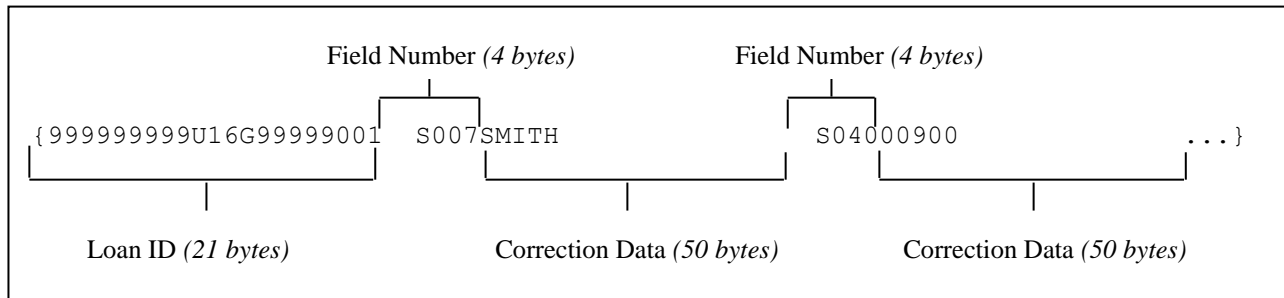 Field Number (4 bytes) Field Number (4 bytes)
{999999999U16G99999001 S007SMITH S04000900 ...}
Loan ID (21 bytes) Correction Data (50 bytes) Correction Data (50 bytes)